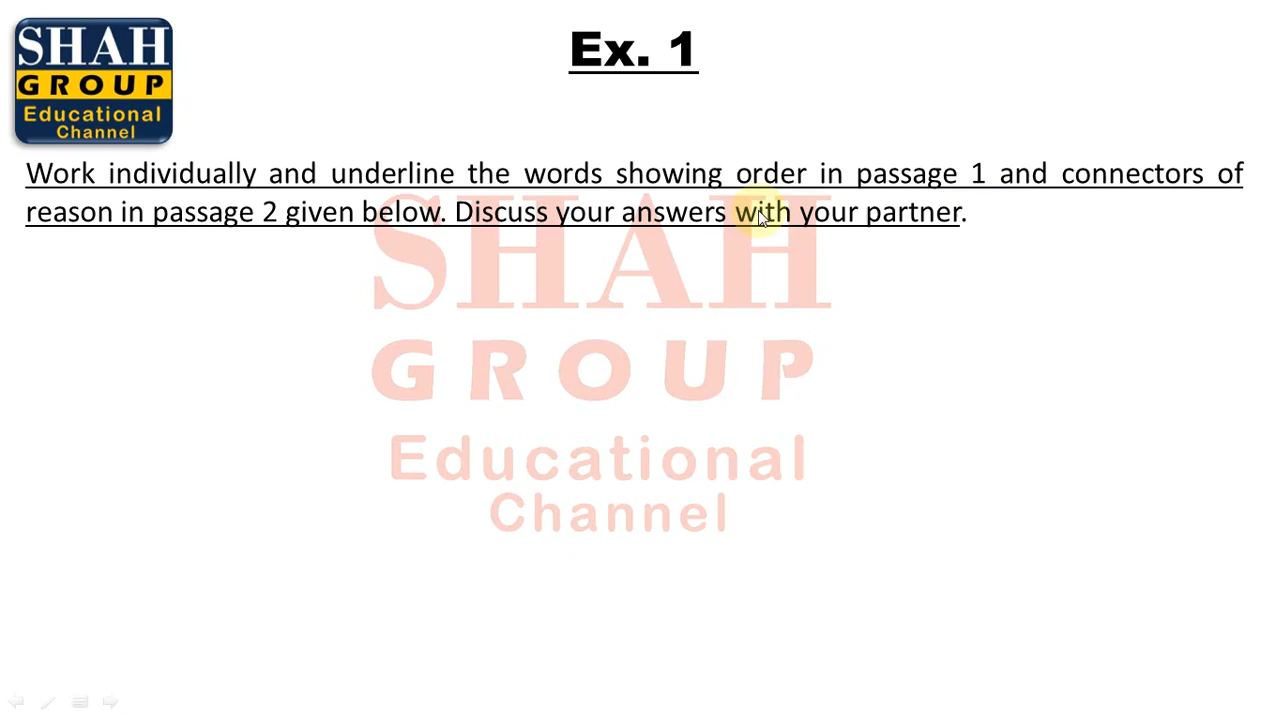 SHAH
GROUP
Educational
Channel
Ex. 1
Work individually and underline the words showing order in passage 1 and connectors of
reason in passage 2 given below. Discuss your answers with your partner.
SHAH
GROUP
Educational
Channel